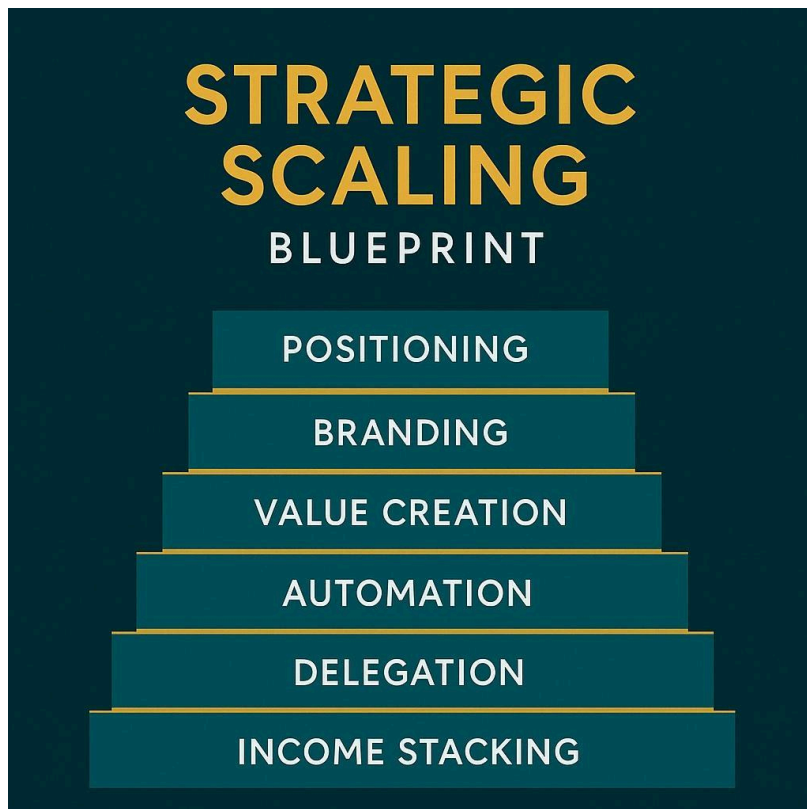 STRATEGIC
SCALING
BLUEPRINT
POSITIONING
BRANDING
VALUE CREATION
AUTOMATION
DELEGATION
INCOME STACKING